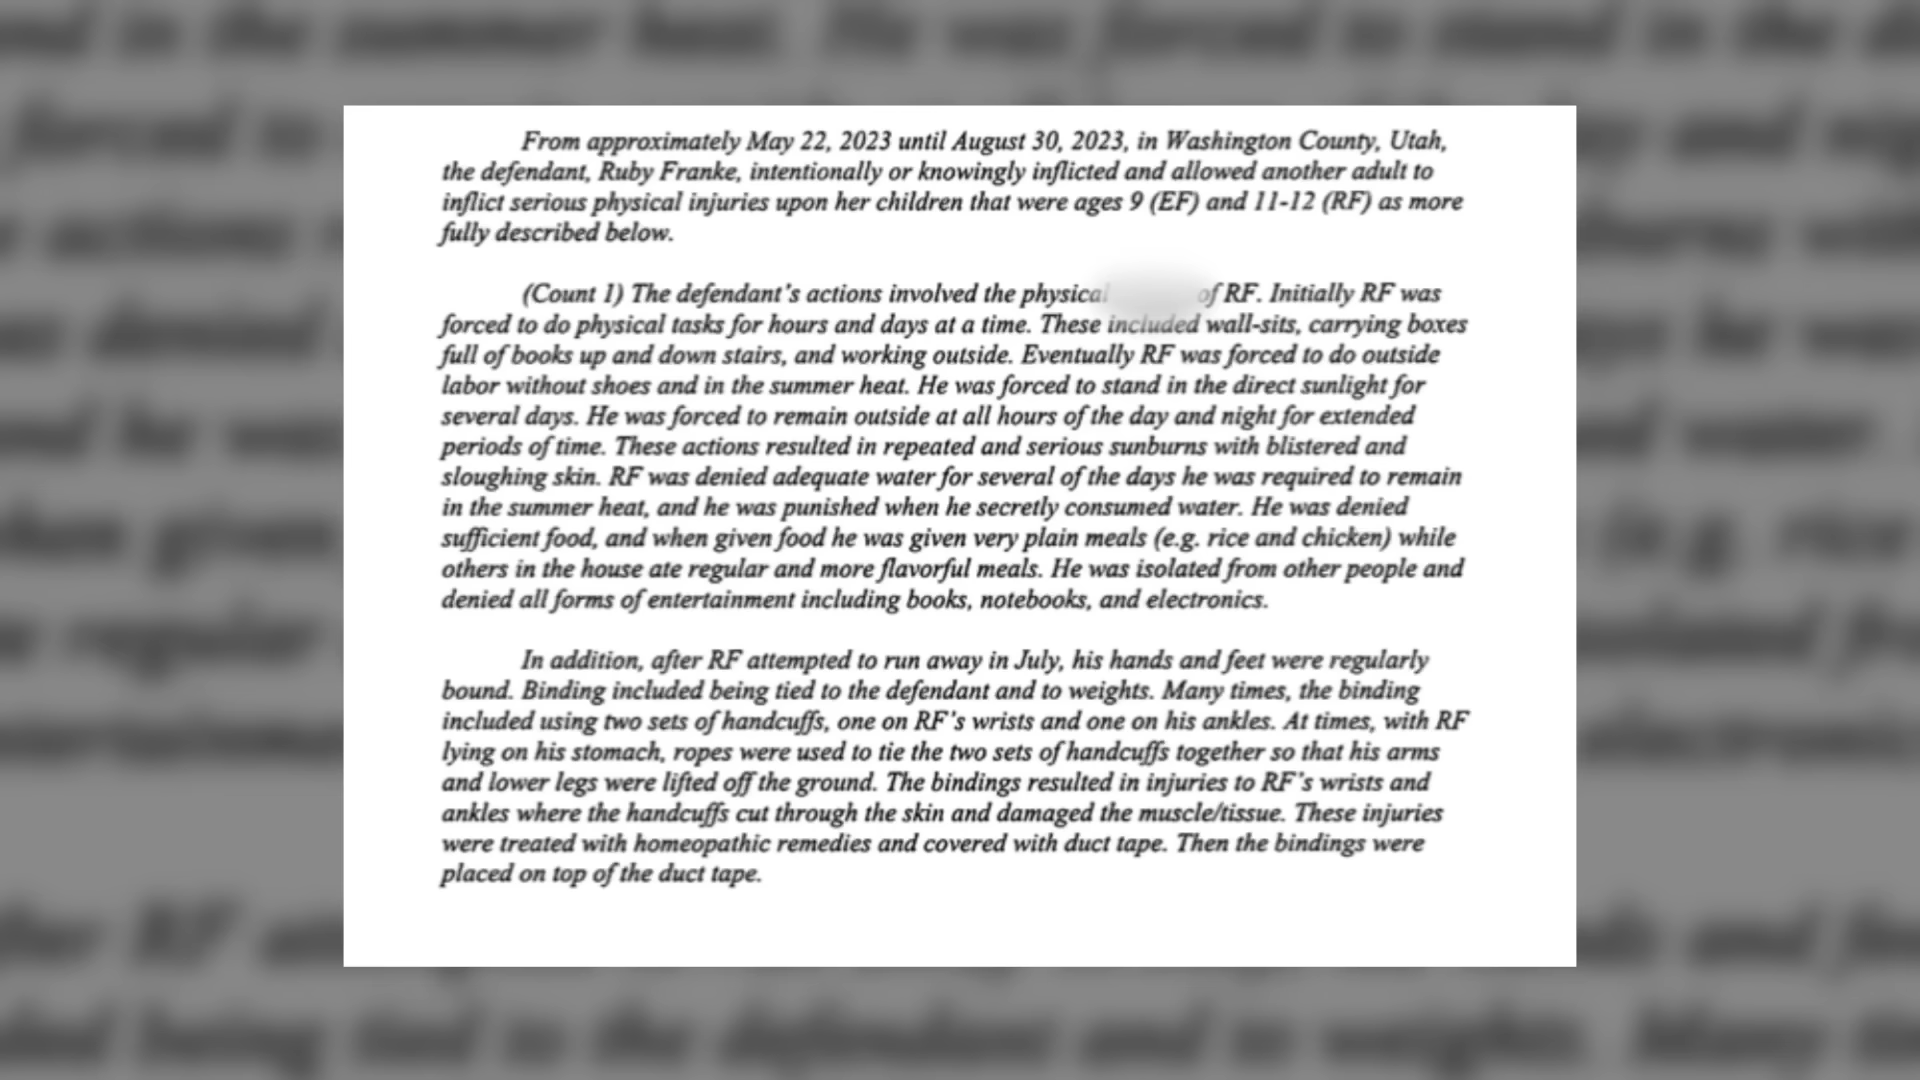 From approximately May 22, 2023 until August 30, 2023, in Washington County, Utah,
the defendant, Ruby Franke, intentionally or knowingly inflicted and allowed another adult to
inflict serious physical injuries upon her children that were ages 9 (EF) and 11-12 (RF) as more
fully described below.
(Count 1) The defendant's actions involved the physical of RF. Initially RF was
forced to do physical tasks for hours and days at a time. These included wall-sits, carrying boxes
full of books up and down stairs, and working outside. Eventually RF was forced to do outside
labor without shoes and in the summer heat. He was forced to stand in the direct sunlight for
several days. He was forced to remain outside at all hours of the day and night for extended
periods of time. These actions resulted in repeated and serious sunburns with blistered and
sloughing skin. RF was denied adequate water for several of the days he was required to remain
in the summer heat, and he was punished when he secretly consumed water. He was denied
sufficient food, and when given food he was given very plain meals (e.g. rice and chicken) while
others in the house ate regular and more flavorful meals. He was isolated from other people and
denied all forms of entertainment including books, notebooks, and electronics.
In addition, after RF attempted to run away in July, his hands and feet were regularly
bound. Binding included being tied to the defendant and to weights. Many times, the binding
included using two sets of handcuffs, one on RF's wrists and one on his ankles. At times, with RF
lying on his stomach, ropes were used to tie the two sets of handcuffs together so that his arms
and lower legs were lifted off the ground. The bindings resulted in injuries to RF's wrists and
ankles where the handcuffs cut through the skin and damaged the muscle/tissue. These injuries
were treated with homeopathic remedies and covered with duct tape. Then the bindings were
placed on top of the duct tape.